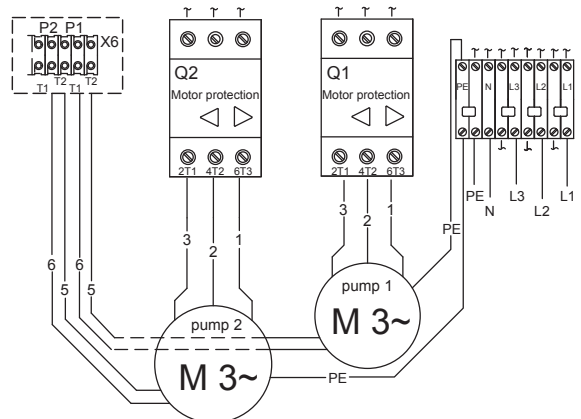 P2 P1
X6
T2 T2
T1 T1
Q2
Motor protection
2T1 4T2 6T3
Q1
Motor protection
2T1 4T2 6T3
PE N L3 L2 L1
PE
N
L3
L2
L1
3 2 1
3 2 1
6 5 6 5
PE
pump 1
M 3~
pump 2
M 3~
PE